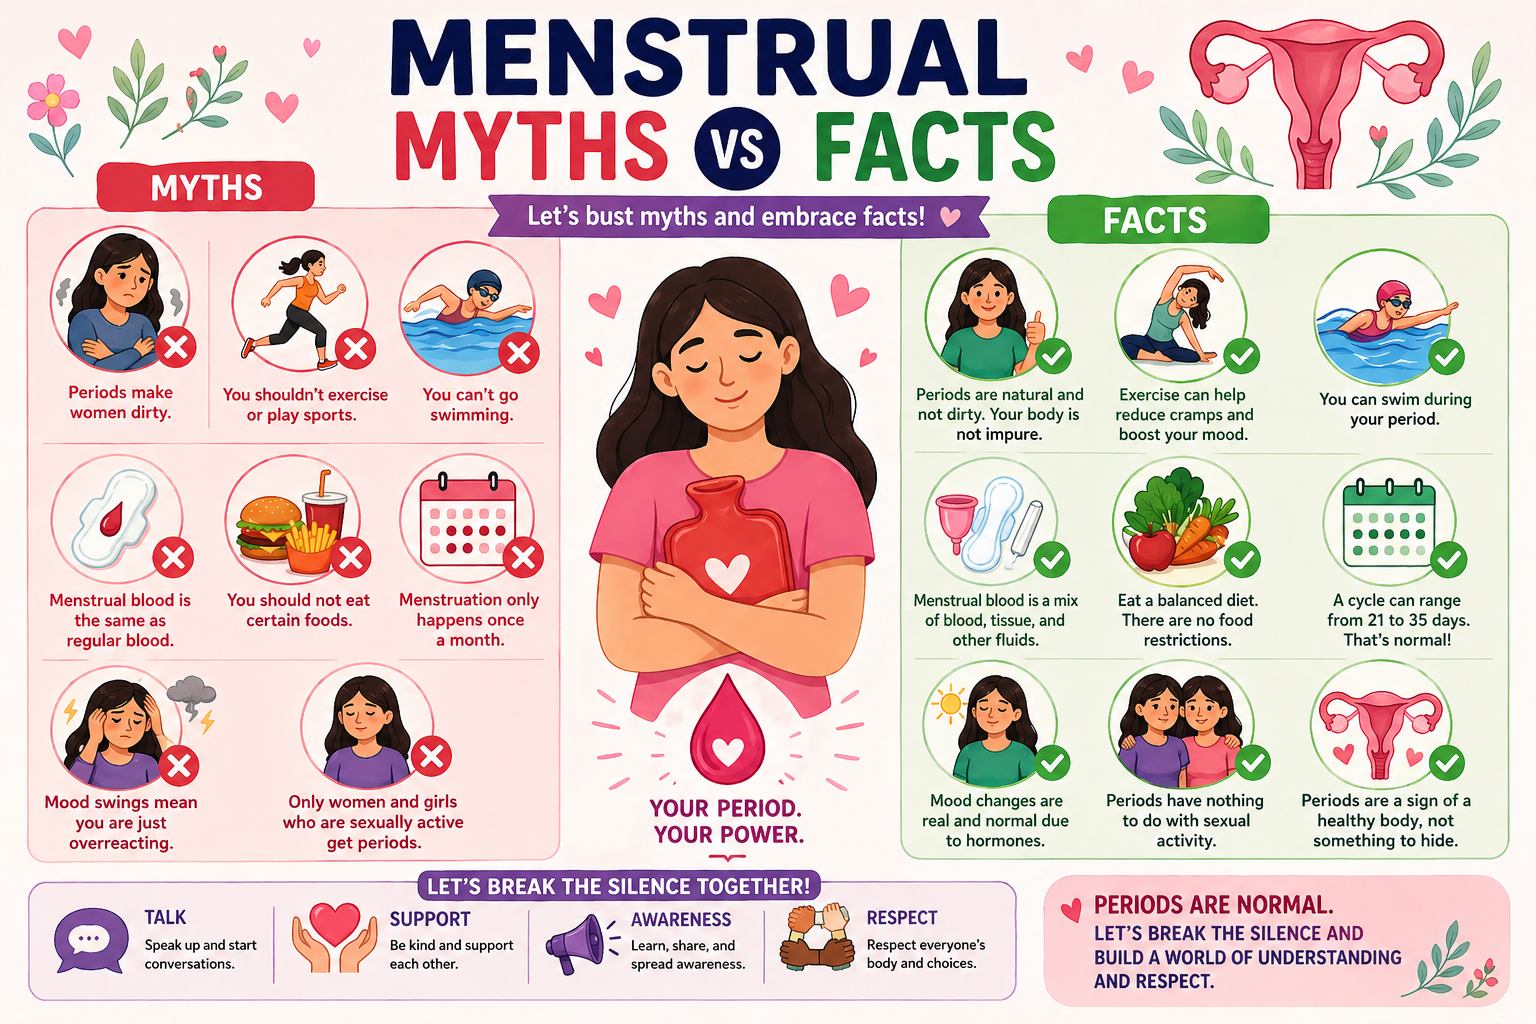 MENSTRUAL
MYTHS VS FACTS
Let's bust myths and embrace facts!
MYTHS
Periods make
women dirty.
You shouldn't exercise
or play sports.
You can't go
swimming.
Menstrual blood is
the same as
regular blood.
You should not eat
certain foods.
Menstruation only
happens once
a month.
Mood swings mean
you are just
overreacting.
Only women and girls
who are sexually active
get periods.
YOUR PERIOD.
YOUR POWER.
FACTS
Periods are natural and
not dirty. Your body is
not impure.
Exercise can help
reduce cramps and
boost your mood.
You can swim during
your period.
Menstrual blood is a mix
of blood, tissue, and
other fluids.
Eat a balanced diet.
There are no food
restrictions.
A cycle can range
from 21 to 35 days.
That's normal!
Mood changes are
real and normal due
to hormones.
Periods have nothing
to do with sexual
activity.
Periods are a sign of a
healthy body, not
something to hide.
LET'S BREAK THE SILENCE TOGETHER!
TALK
Speak up and start
conversations.
SUPPORT
Be kind and support
each other.
AWARENESS
Learn, share, and
spread awareness.
RESPECT
Respect everyone's
body and choices.
PERIODS ARE NORMAL.
LET'S BREAK THE SILENCE AND
BUILD A WORLD OF UNDERSTANDING
AND RESPECT.